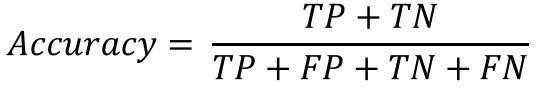 Accuracy = (TP + TN) / (TP + FP + TN + FN)